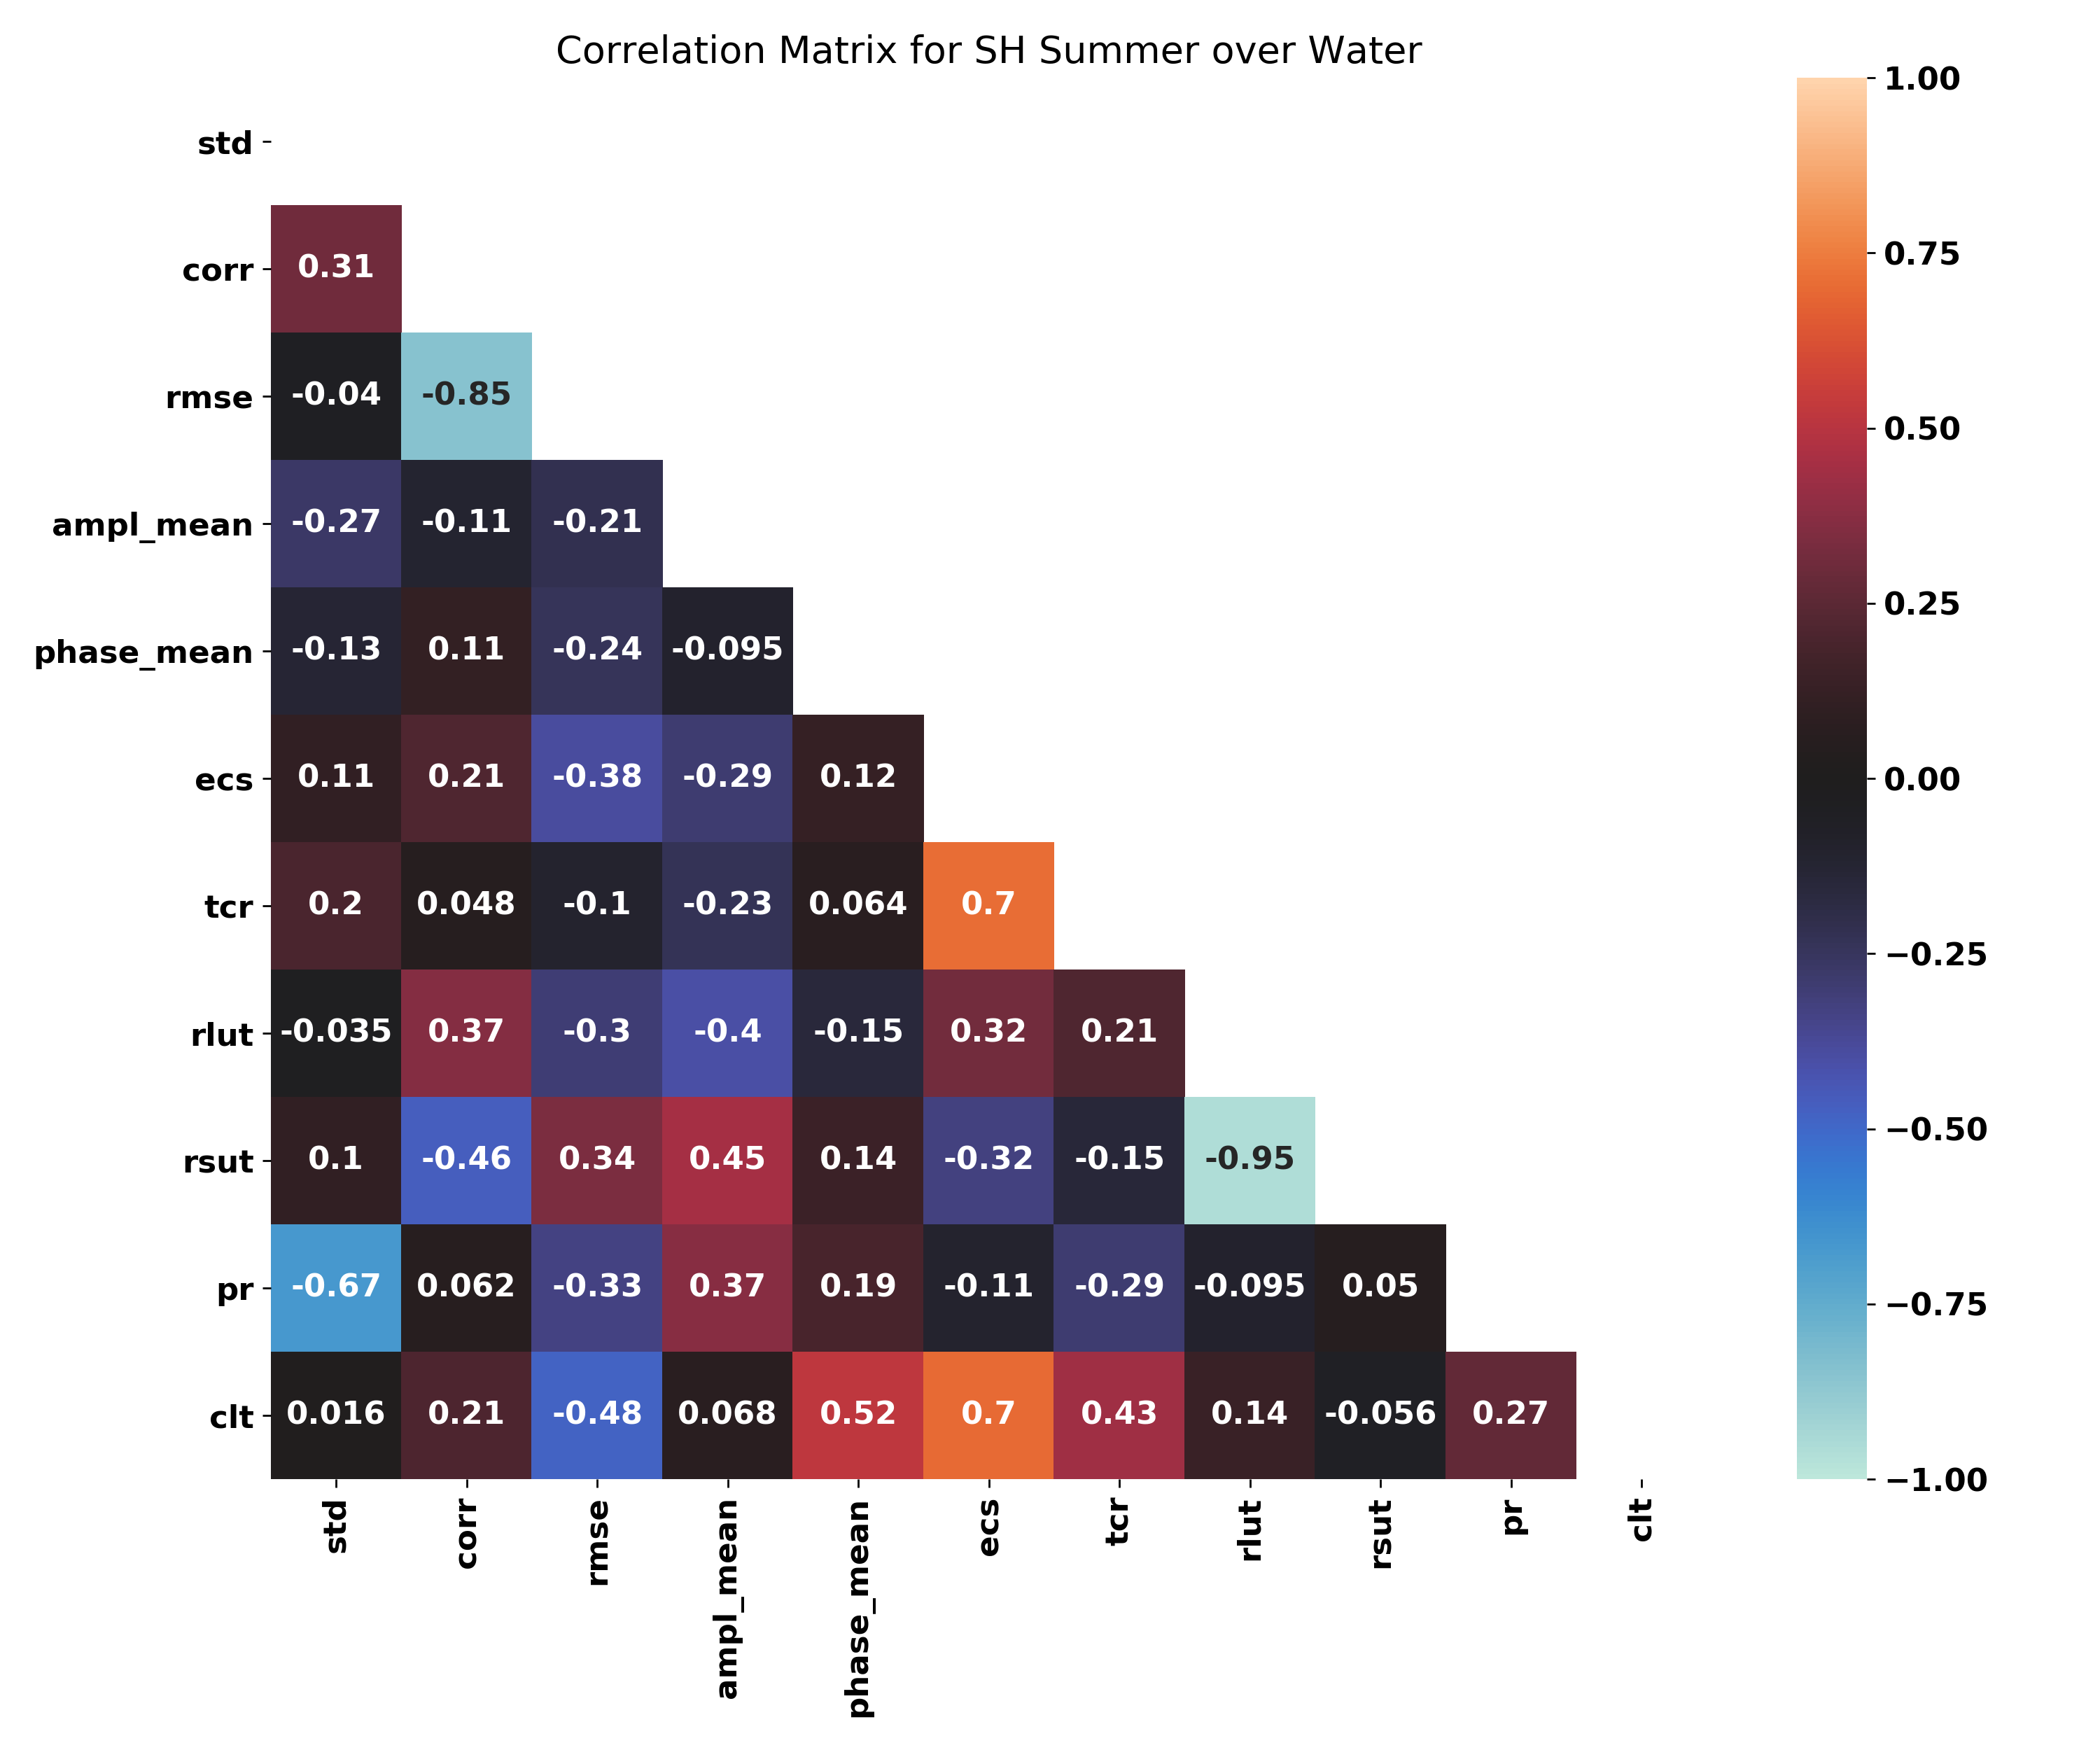 Correlation Matrix for SH Summer over Water
std
corr 0.31
rmse -0.04 -0.85
ampl_mean -0.27 -0.11 -0.21
phase_mean -0.13 0.11 -0.24 -0.095
ecs 0.11 0.21 -0.38 -0.29 0.12
tcr 0.2 0.048 -0.1 -0.23 0.064 0.7
rlut -0.035 0.37 -0.3 -0.4 -0.15 0.32 0.21
rsut 0.1 -0.46 0.34 0.45 0.14 -0.32 -0.15 -0.95
pr -0.67 0.062 -0.33 0.37 0.19 -0.11 -0.29 -0.095 0.05
clt 0.016 0.21 -0.48 0.068 0.52 0.7 0.43 0.14 -0.056 0.27
std corr rmse ampl_mean phase_mean ecs tcr rlut rsut pr clt
1.00
0.75
0.50
0.25
0.00
−0.25
−0.50
−0.75
−1.00